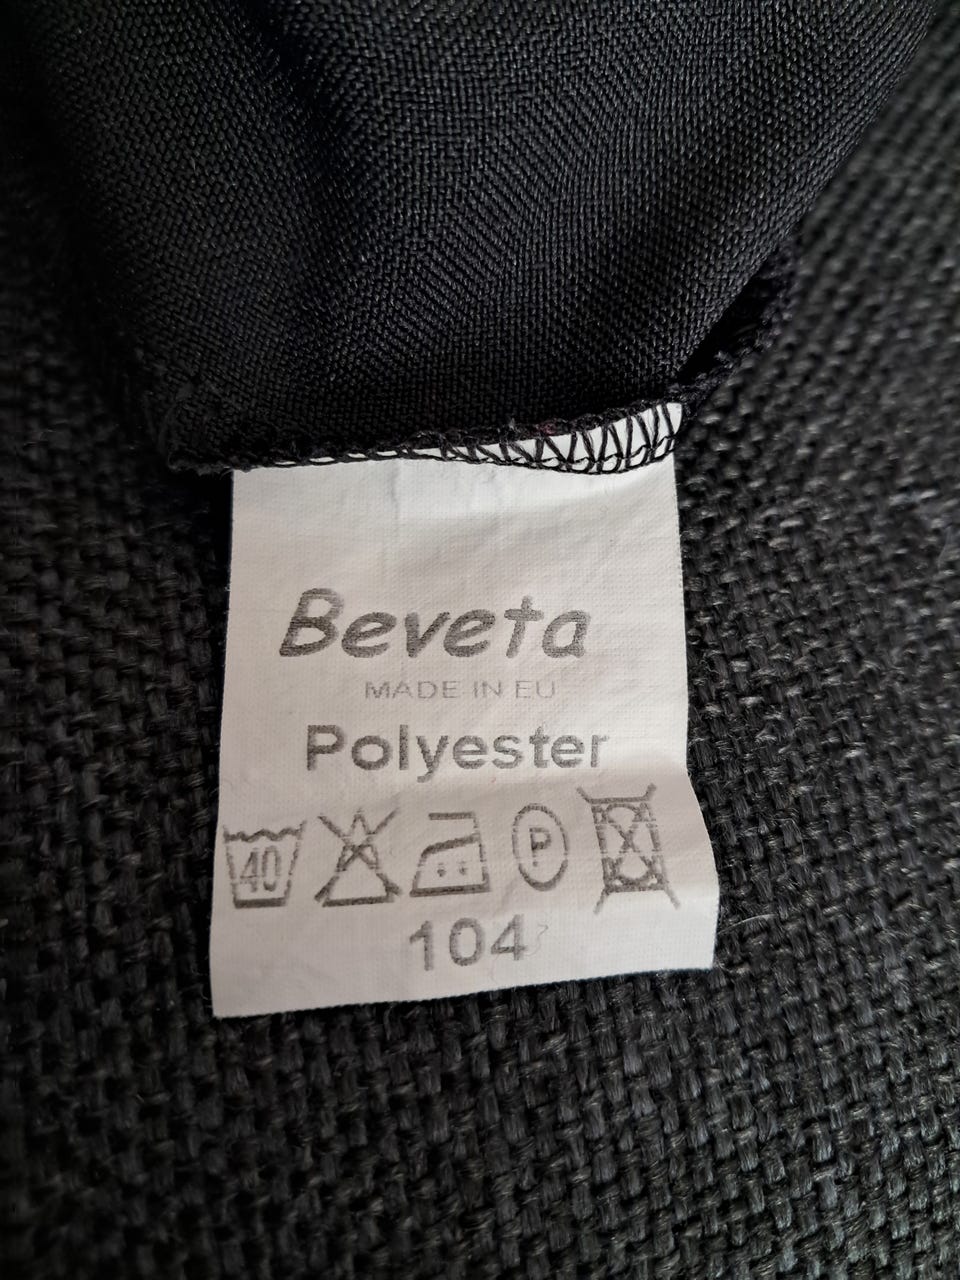 Beveta
MADE IN EU
Polyester
40 P
104